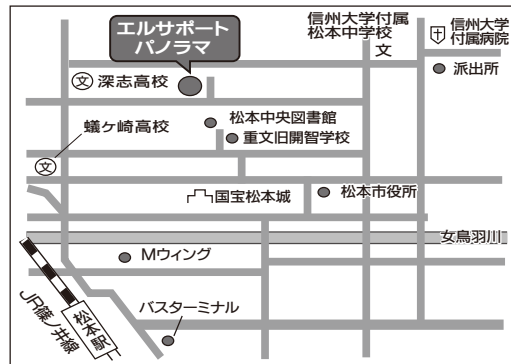 エルサポート
パノラマ
信州大学付属
松本中学校
文
信州大学
付属病院
派出所
文 深志高校
松本中央図書館
蟻ヶ崎高校
重文旧開智学校
文
国宝松本城
松本市役所
女鳥羽川
Mウィング
JR篠ノ井線
松本駅
バスターミナル